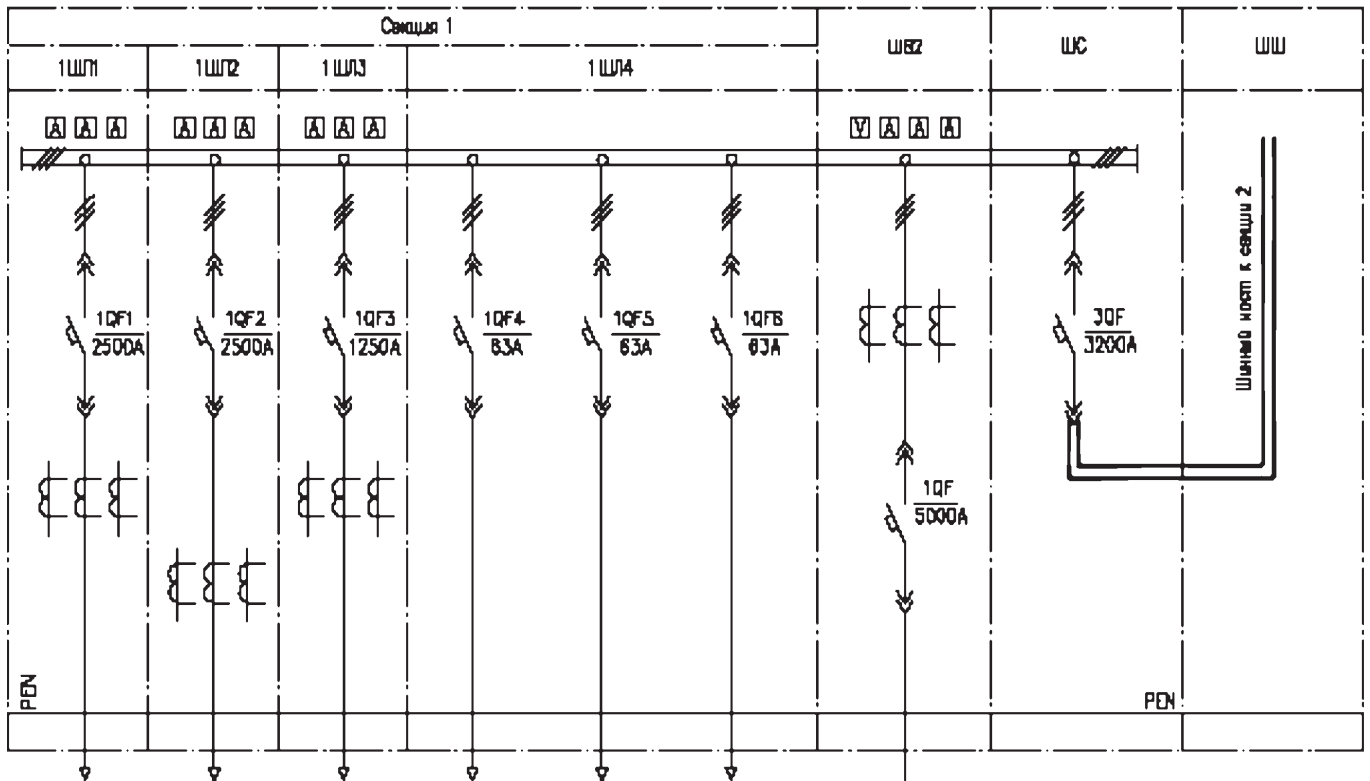 Секция 1
ШВ2
ШС
ШШ
1ШЛ1
1ШЛ2
1ШЛ3
1ШЛ4
A A A
A A A
A A A
V A A A
1QF1
2500A
1QF2
2500A
1QF3
1250A
1QF4
63A
1QF5
63A
1QF6
63A
3QF
3200A
Шинный мост к секции 2
1QF
5000A
PEN
PEN